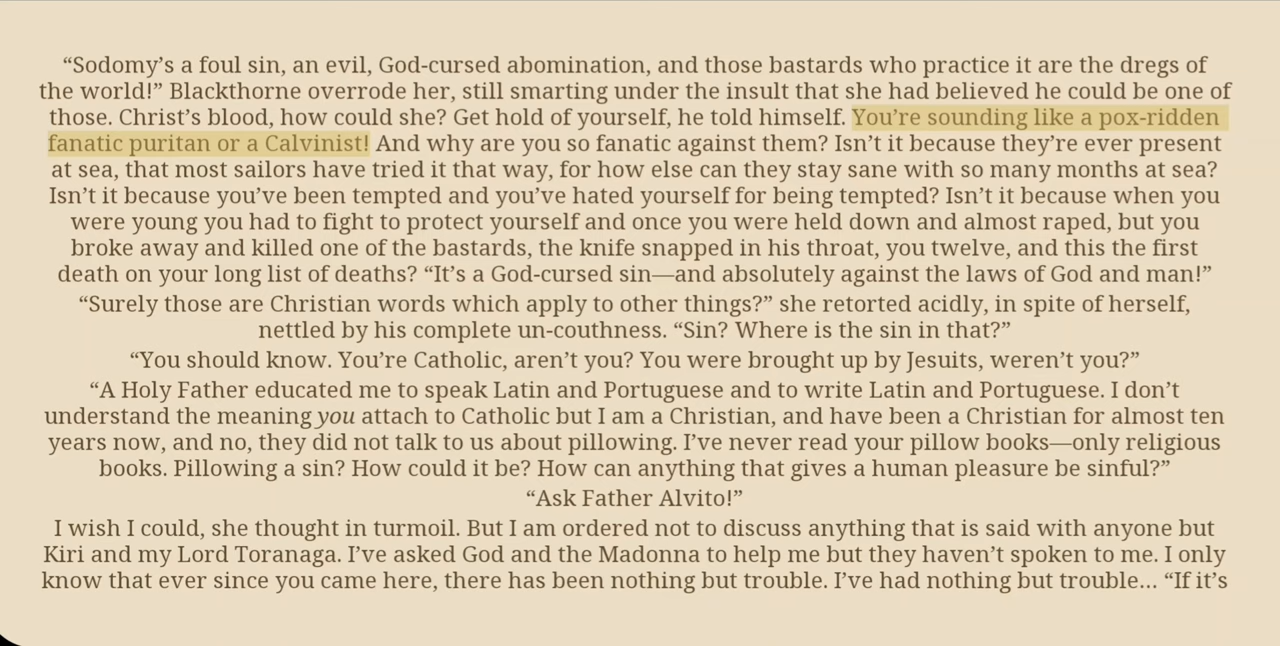 “Sodomy’s a foul sin, an evil, God-cursed abomination, and those bastards who practice it are the dregs of
the world!” Blackthorne overrode her, still smarting under the insult that she had believed he could be one of
those. Christ’s blood, how could she? Get hold of yourself, he told himself. You’re sounding like a pox-ridden
fanatic puritan or a Calvinist! And why are you so fanatic against them? Isn’t it because they’re ever present
at sea, that most sailors have tried it that way, for how else can they stay sane with so many months at sea?
Isn’t it because you’ve been tempted and you’ve hated yourself for being tempted? Isn’t it because when you
were young you had to fight to protect yourself and once you were held down and almost raped, but you
broke away and killed one of the bastards, the knife snapped in his throat, you twelve, and this the first
death on your long list of deaths? “It’s a God-cursed sin—and absolutely against the laws of God and man!”
“Surely those are Christian words which apply to other things?” she retorted acidly, in spite of herself,
nettled by his complete un-couthness. “Sin? Where is the sin in that?”
“You should know. You’re Catholic, aren’t you? You were brought up by Jesuits, weren’t you?”
“A Holy Father educated me to speak Latin and Portuguese and to write Latin and Portuguese. I don’t
understand the meaning you attach to Catholic but I am a Christian, and have been a Christian for almost ten
years now, and no, they did not talk to us about pillowing. I’ve never read your pillow books—only religious
books. Pillowing a sin? How could it be? How can anything that gives a human pleasure be sinful?”
“Ask Father Alvito!”
I wish I could, she thought in turmoil. But I am ordered not to discuss anything that is said with anyone but
Kiri and my Lord Toranaga. I’ve asked God and the Madonna to help me but they haven’t spoken to me. I only
know that ever since you came here, there has been nothing but trouble. I’ve had nothing but trouble… “If it’s